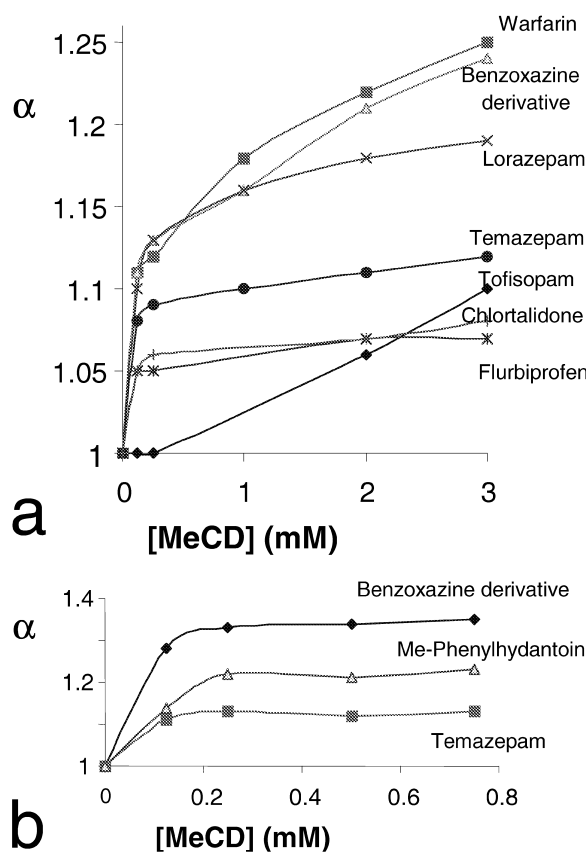 1.25
1.2
1.15
1.1
1.05
1
α
Warfarin
Benzoxazine
derivative
Lorazepam
Temazepam
Tofisopam
Chlortalidone
Flurbiprofen
0 1 2 3
a
[MeCD] (mM)
1.4
1.2
1
α
Benzoxazine derivative
Me-Phenylhydantoin
Temazepam
0 0.2 0.4 0.6 0.8
b
[MeCD] (mM)